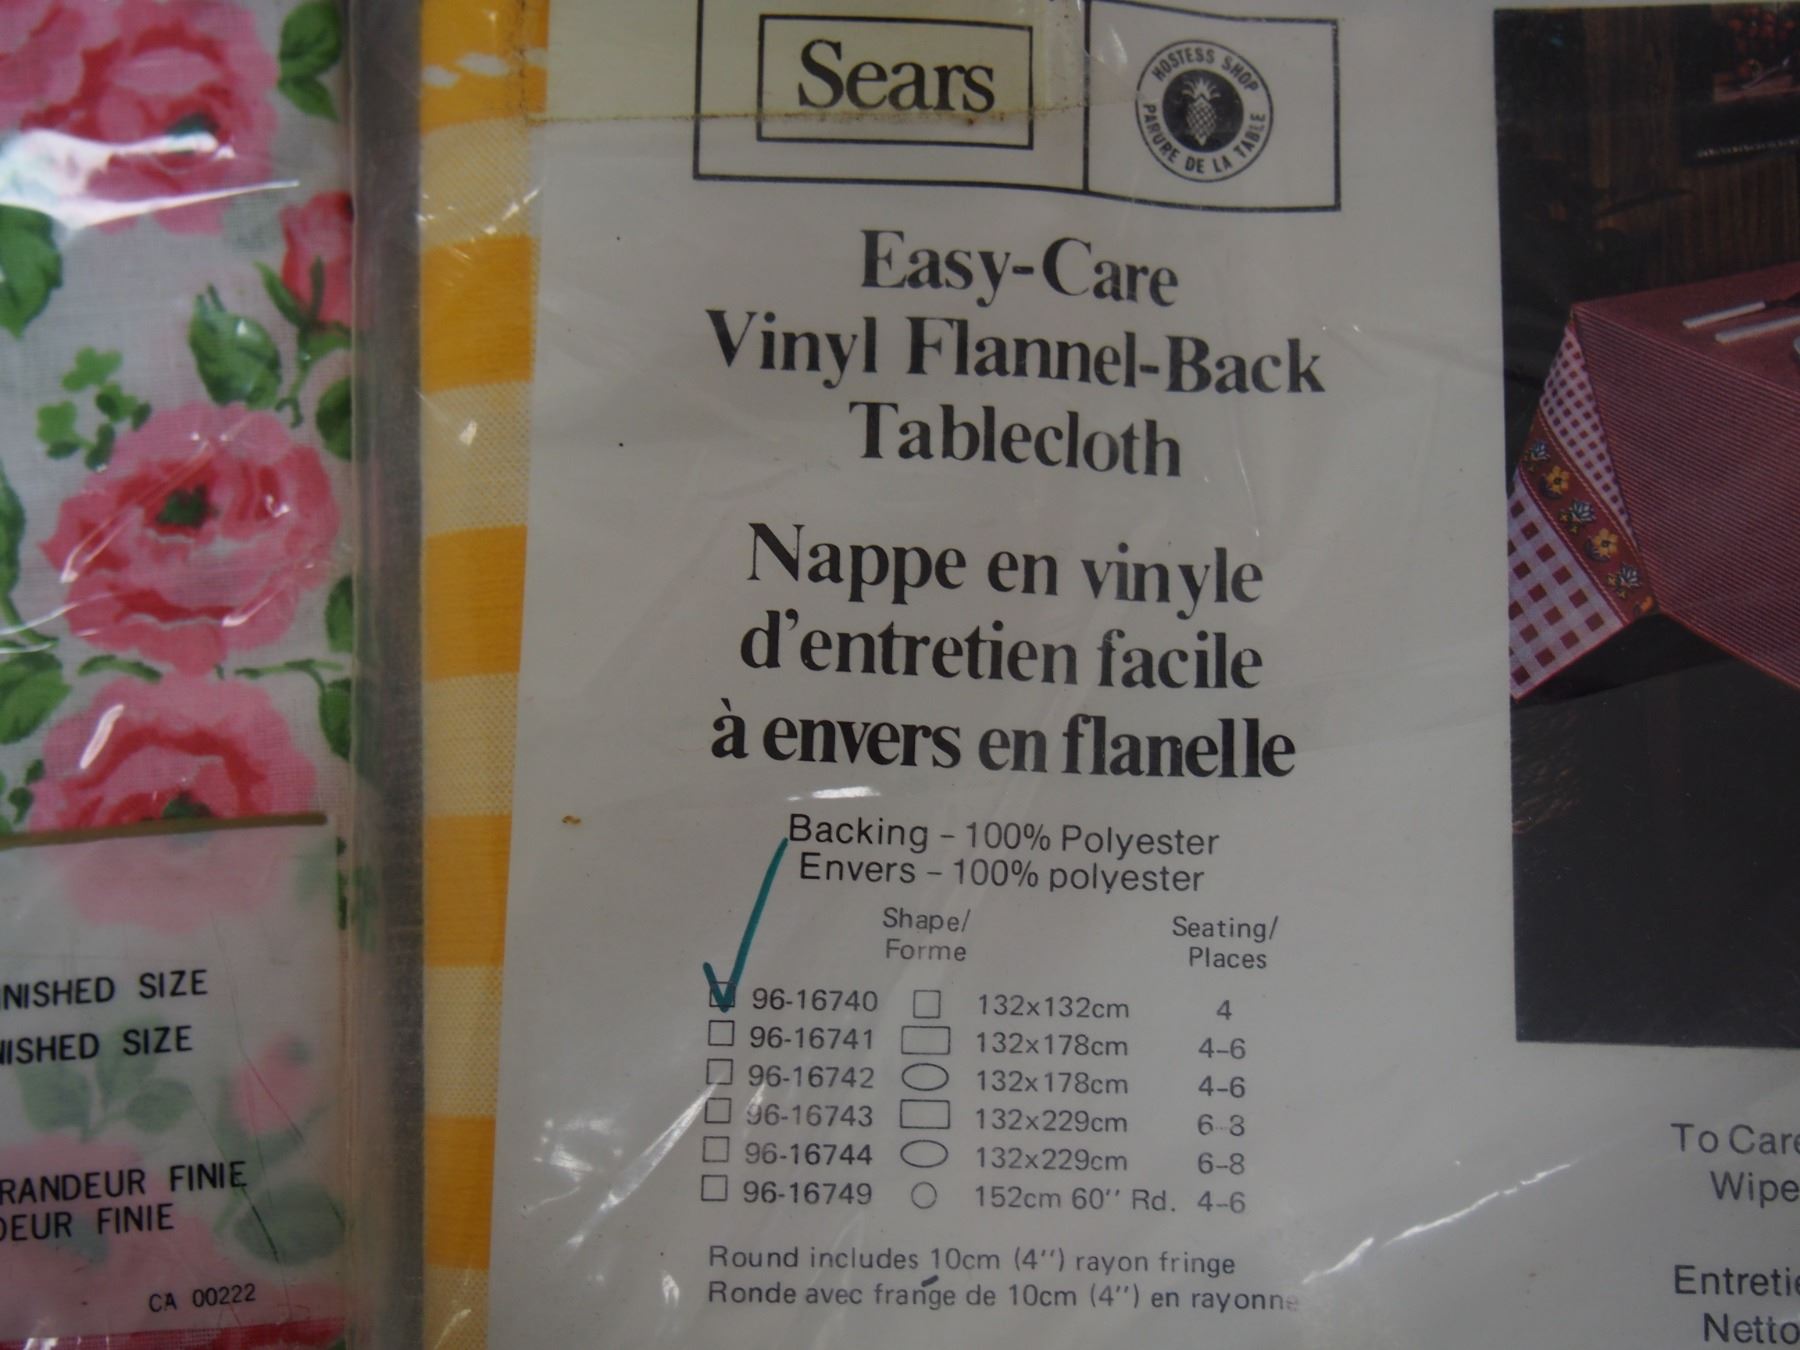 Sears
HOSTESS SHOP
PARURE DE LA TABLE
Easy-Care
Vinyl Flannel-Back
Tablecloth
Nappe en vinyle
d'entretien facile
à envers en flanelle
Backing – 100% Polyester
Envers – 100% polyester
Shape/ Seating/
Forme Places
96-16740 132x132cm 4
96-16741 132x178cm 4–6
96-16742 132x178cm 4–6
96-16743 132x229cm 6-8
96-16744 132x229cm 6–8
96-16749 152cm 60'' Rd. 4–6
Round includes 10cm (4'') rayon fringe
Ronde avec frange de 10cm (4'') en rayonne
NISHED SIZE
ISHED SIZE
RANDEUR FINIE
DEUR FINIE
CA 00222
To Care
Wipe
Entreti
Netto